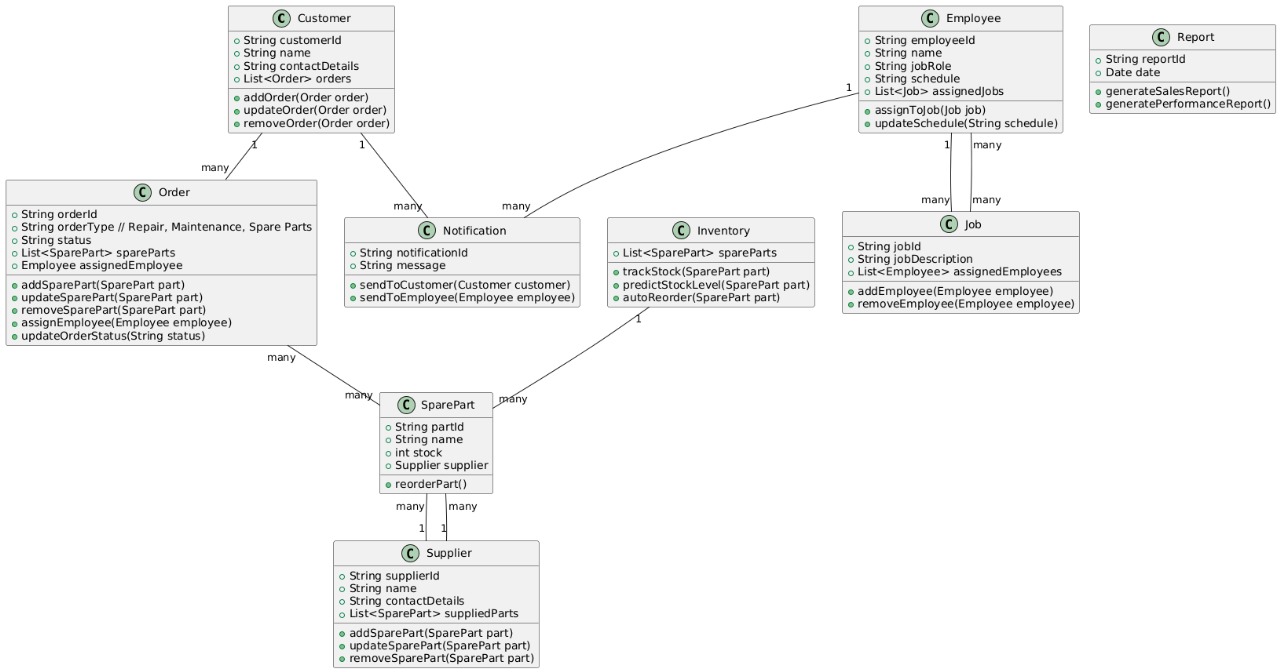 C Customer
String customerId
String name
String contactDetails
List<Order> orders
addOrder(Order order)
updateOrder(Order order)
removeOrder(Order order)
C Employee
String employeeId
String name
String jobRole
String schedule
List<Job> assignedJobs
assignToJob(Job job)
updateSchedule(String schedule)
C Report
String reportId
Date date
generateSalesReport()
generatePerformanceReport()
1
1
1
1
many
many
many
many
many
many
C Order
String orderId
String orderType // Repair, Maintenance, Spare Parts
String status
List<SparePart> spareParts
Employee assignedEmployee
addSparePart(SparePart part)
updateSparePart(SparePart part)
removeSparePart(SparePart part)
assignEmployee(Employee employee)
updateOrderStatus(String status)
C Notification
String notificationId
String message
sendToCustomer(Customer customer)
sendToEmployee(Employee employee)
C Inventory
List<SparePart> spareParts
trackStock(SparePart part)
predictStockLevel(SparePart part)
autoReorder(SparePart part)
C Job
String jobId
String jobDescription
List<Employee> assignedEmployees
addEmployee(Employee employee)
removeEmployee(Employee employee)
1
many
many
many
C SparePart
String partId
String name
int stock
Supplier supplier
reorderPart()
many
many
1
1
C Supplier
String supplierId
String name
String contactDetails
List<SparePart> suppliedParts
addSparePart(SparePart part)
updateSparePart(SparePart part)
removeSparePart(SparePart part)